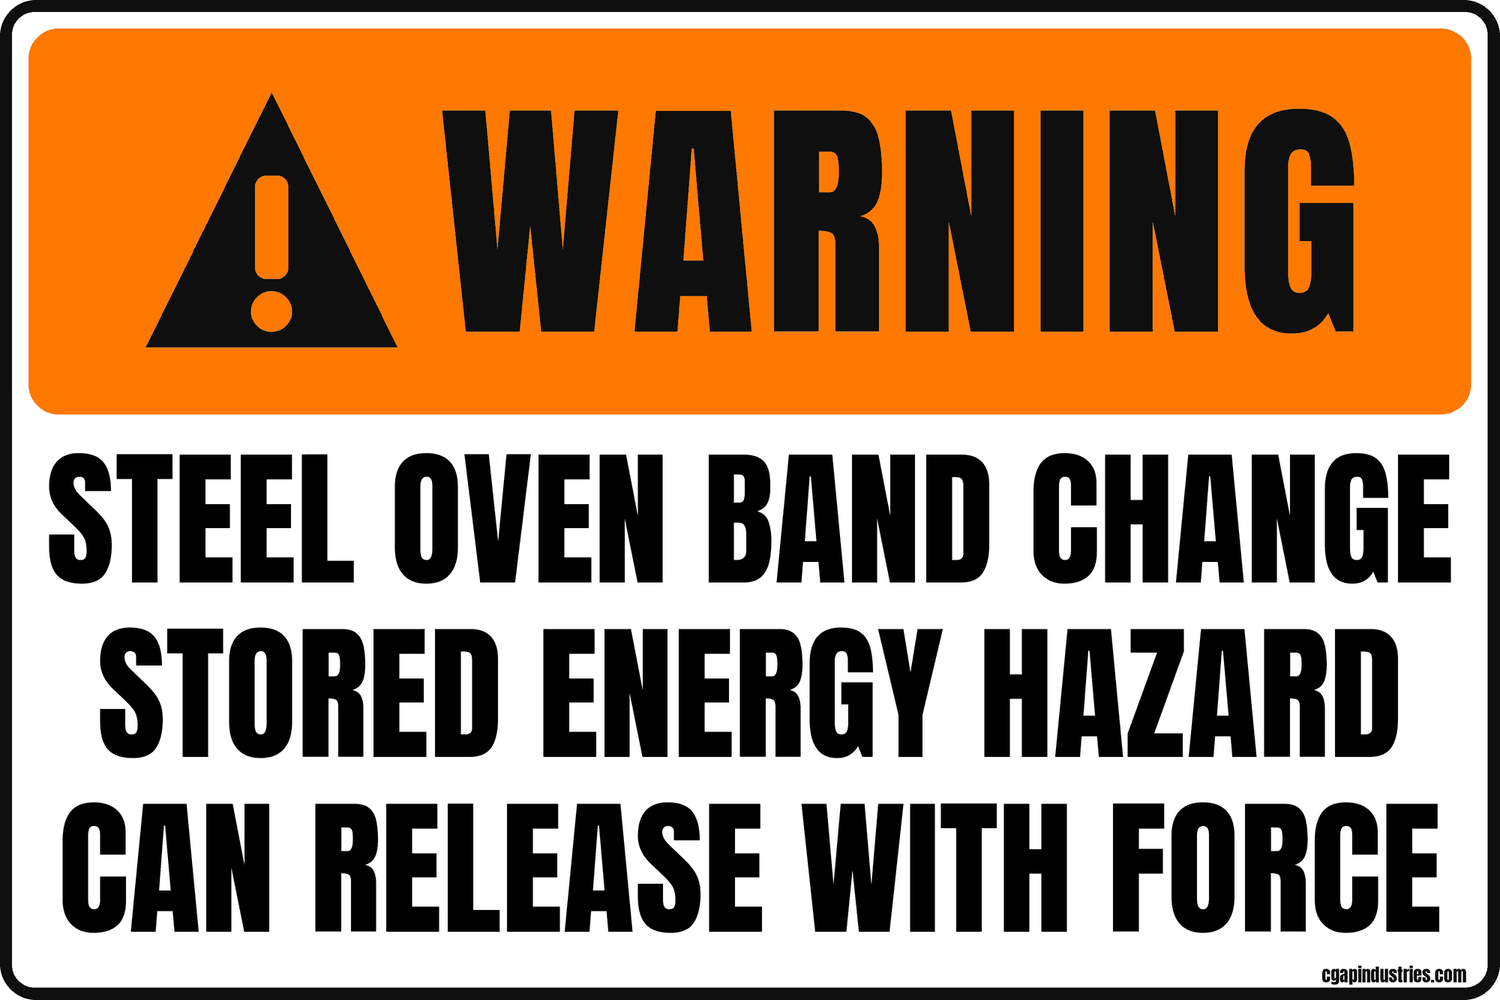 WARNING
STEEL OVEN BAND CHANGE
STORED ENERGY HAZARD
CAN RELEASE WITH FORCE
cgapindustries.com